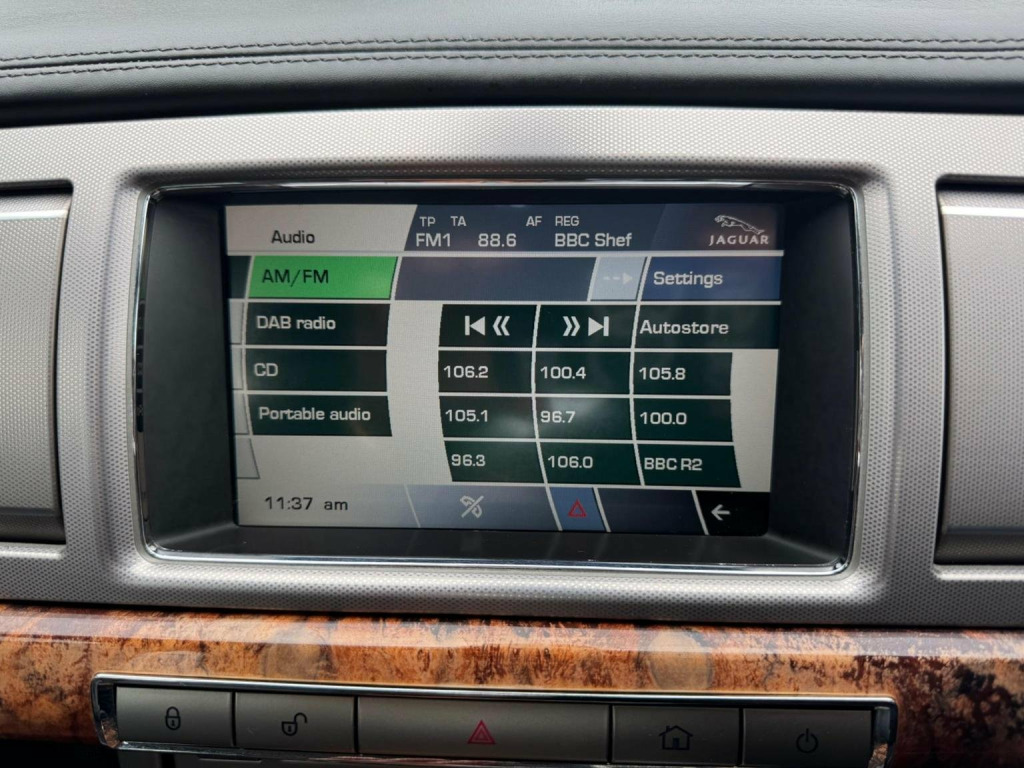 Audio
TP TA AF REG
FM1 88.6 BBC Shef
JAGUAR
AM/FM
Settings
DAB radio
Autostore
CD
106.2 100.4 105.8
Portable audio
105.1 96.7 100.0
96.3 106.0 BBC R2
11:37 am